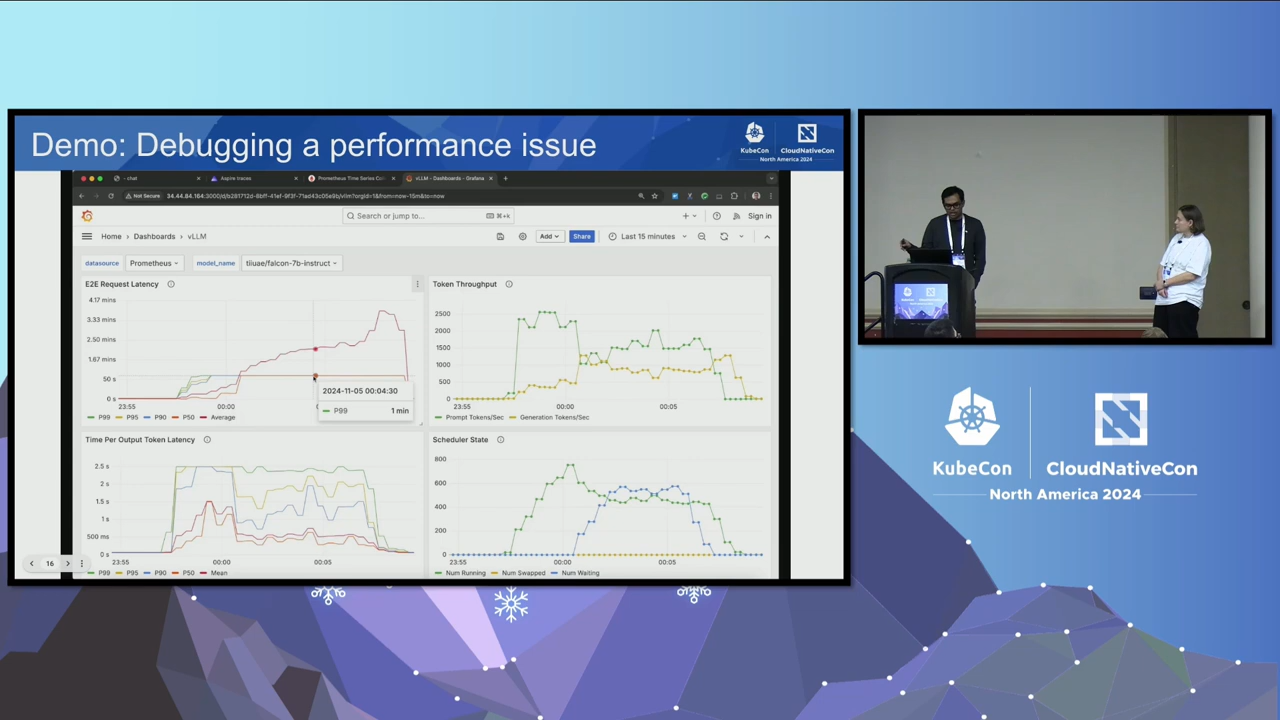 Demo: Debugging a performance issue
KubeCon
CloudNativeCon
North America 2024
chat
Aspire traces
Prometheus Time Series Coll
vLLM - Dashboards - Grafana
Not Secure
Search or jump to...
⌘+k
Sign in
Home › Dashboards › vLLM
Add
Share
Last 15 minutes
datasource
Prometheus
model_name
tiiuae/falcon-7b-instruct
E2E Request Latency
4.17 mins
3.33 mins
2.50 mins
1.67 mins
50 s
0 s
23:55
00:00
2024-11-05 00:04:30
P99 1 min
P99 P95 P90 P50 Average
Token Throughput
2500
2000
1500
1000
500
0
23:55
00:00
00:05
Prompt Tokens/Sec Generation Tokens/Sec
Time Per Output Token Latency
2.5 s
2 s
1.5 s
1 s
500 ms
0 s
23:55
00:00
00:05
P99 P95 P90 P50 Mean
Scheduler State
800
600
400
200
0
23:55
00:00
00:05
Num Running Num Swapped Num Waiting
16
KubeCon
CloudNativeCon
North America 2024